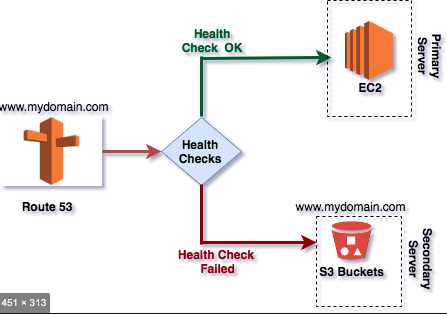 Health
Check OK
EC2
Primary
Server
www.mydomain.com
Health
Checks
Route 53
www.mydomain.com
Health Check
Failed
S3 Buckets
Secondary
Server
451 × 313